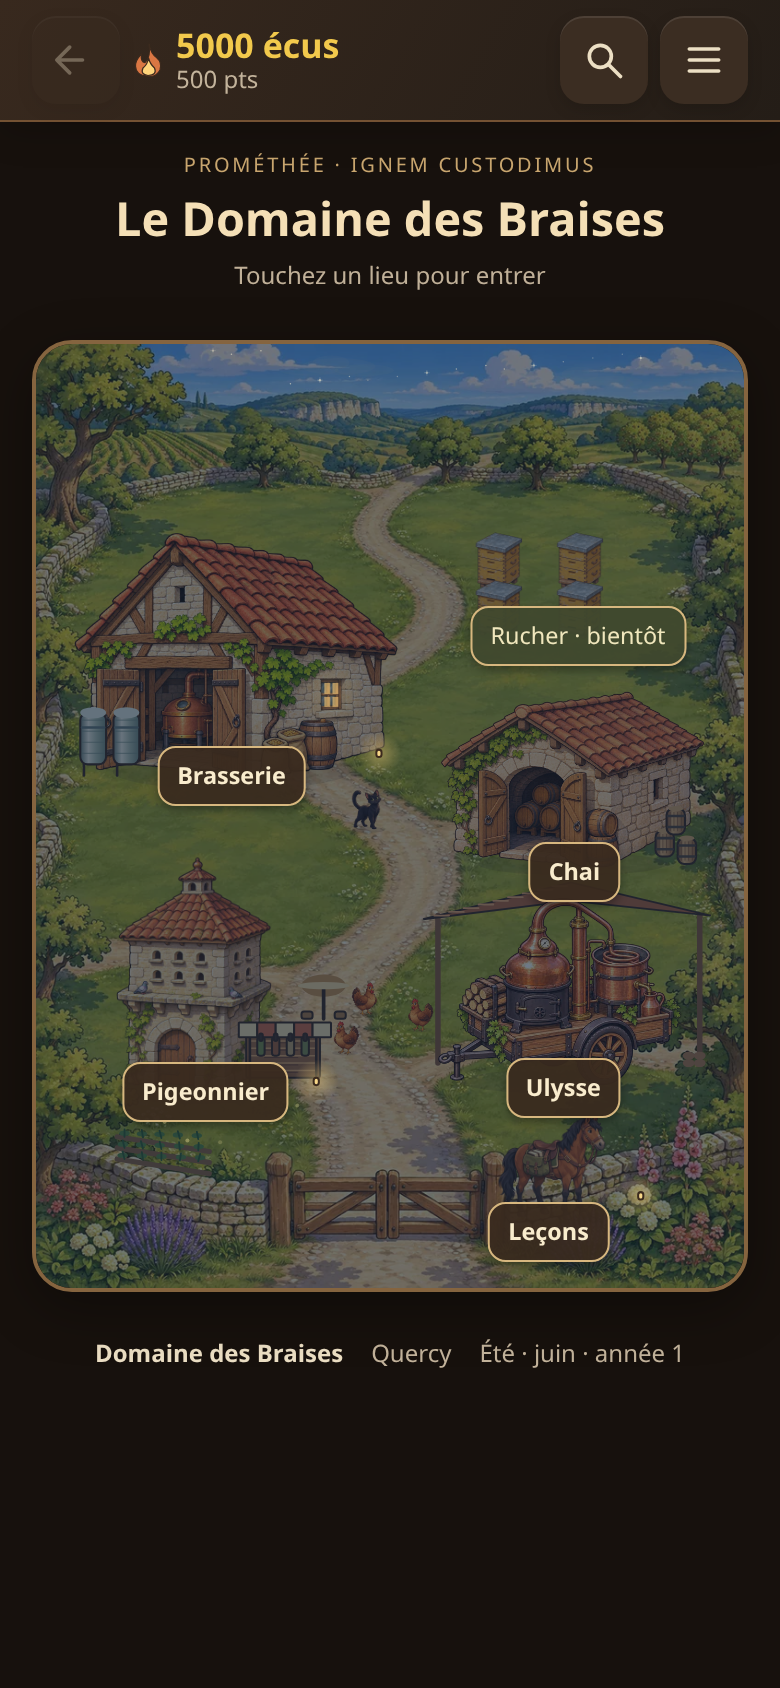 5000 écus
500 pts
PROMÉTHÉE · IGNEM CUSTODIMUS
Le Domaine des Braises
Touchez un lieu pour entrer
Rucher · bientôt
Brasserie
Chai
Pigeonnier
Ulysse
Leçons
Domaine des Braises Quercy Été · juin · année 1